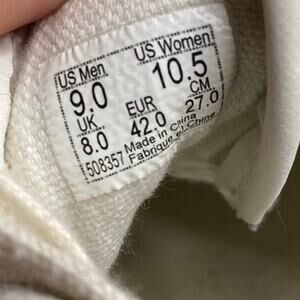 US Men US Women
9.0 10.5
UK EUR CM
8.0 42.0 27.0
508357 Made in China
Fabriqué en Chine